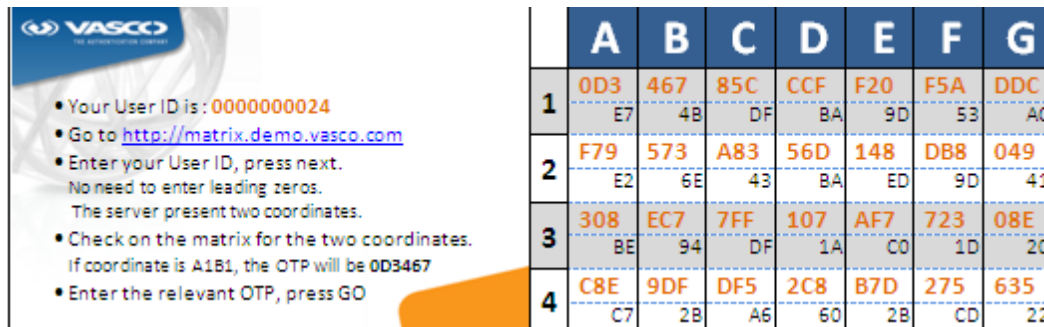 VASCO
THE AUTHENTICATION COMPANY
• Your User ID is : 0000000024
• Go to http://matrix.demo.vasco.com
• Enter your User ID, press next.
No need to enter leading zeros.
The server present two coordinates.
• Check on the matrix for the two coordinates.
If coordinate is A1B1, the OTP will be 0D3467
• Enter the relevant OTP, press GO
A B C D E F G
1 0D3 467 85C CCF F20 F5A DDC
E7 4B DF BA 9D 53
2 F79 573 A83 56D 148 DB8 049
E2 6E 43 BA ED 9D 41
3 308 EC7 7FF 107 AF7 723 08E
BE 94 DF 1A C0 1D
4 C8E 9DF DF5 2C8 B7D 275 635
C7 2B A6 60 2B CD 22